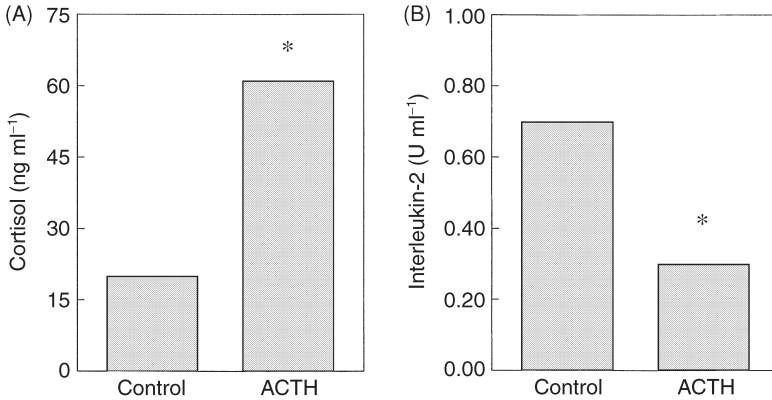 (A)
75
60
45
30
15
0
Cortisol (ng ml⁻¹)
*
Control ACTH
(B)
1.00
0.80
0.60
0.40
0.20
0.00
Interleukin-2 (U ml⁻¹)
*
Control ACTH